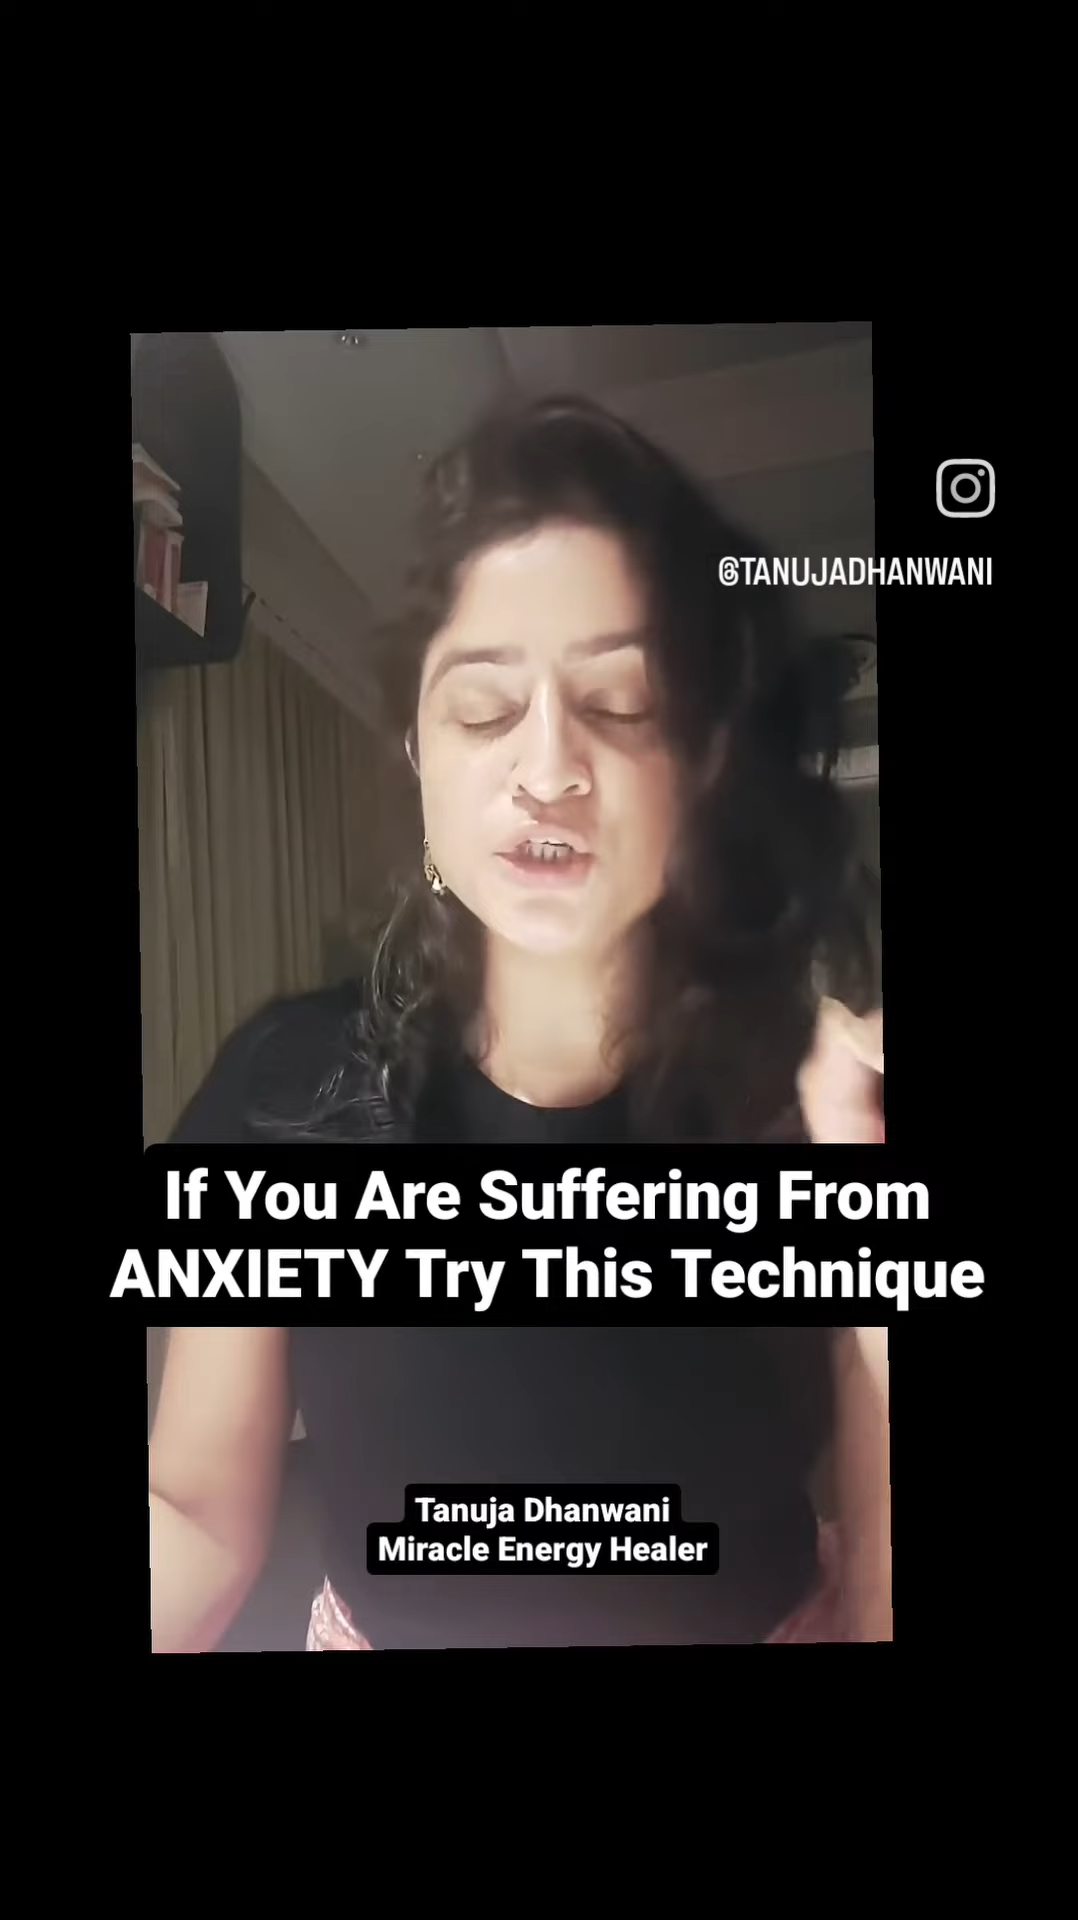 @TANUJADHANWANI
If You Are Suffering From
ANXIETY Try This Technique
Tanuja Dhanwani
Miracle Energy Healer